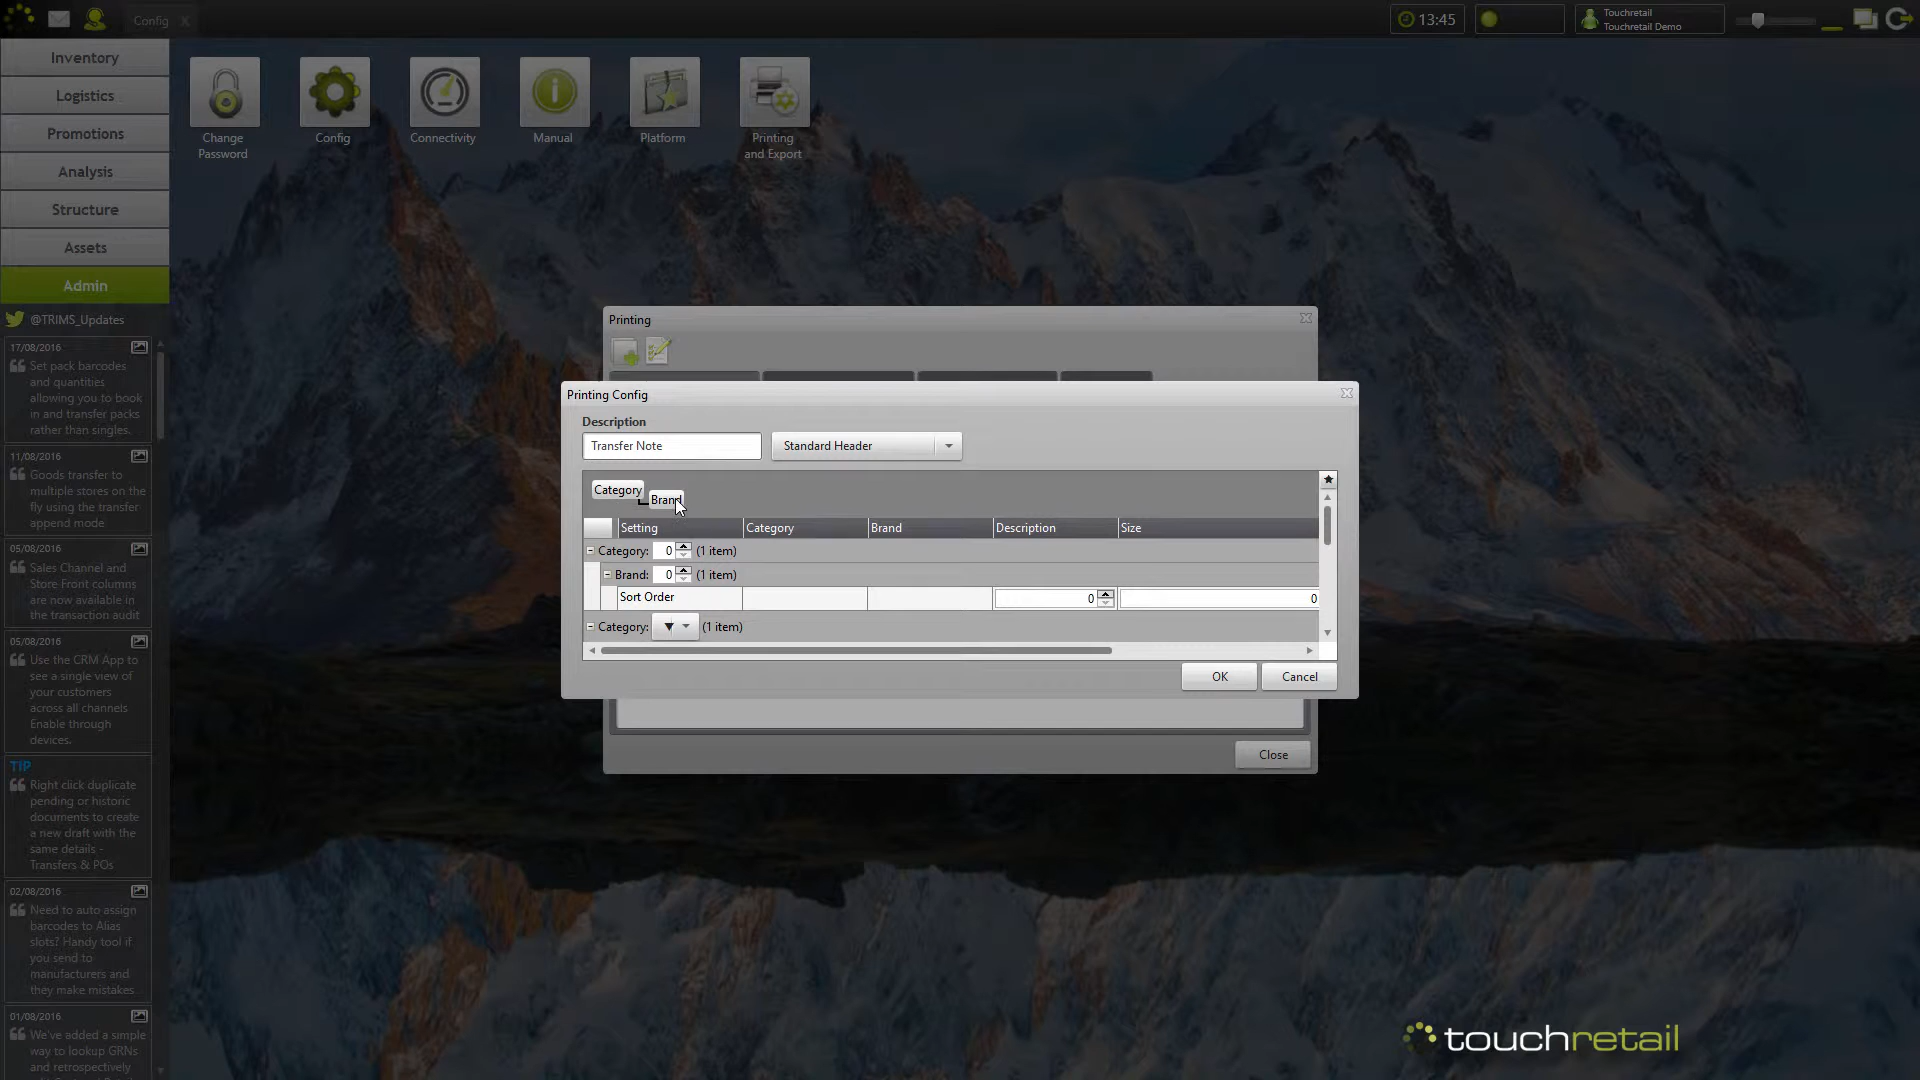 Config X
13:45
Touchretail
Touchretail Demo
Inventory
Logistics
Promotions
Analysis
Structure
Assets
Admin
Change
Password
Config
Connectivity
Manual
Platform
Printing
and Export
@TRIMS_Updates
17/08/2016
Set pack barcodes
and quantities
allowing you to book
in and transfer packs
rather than singles.
11/08/2016
Goods transfer to
multiple stores on the
fly using the transfer
append mode
05/08/2016
Sales Channel and
Store Front columns
are now available in
the transaction audit
05/08/2016
Use the CRM App to
see a single view of
your customers
across all channels
Enable through
devices.
TIP
Right click duplicate
pending or historic
documents to create
a new draft with the
same details -
Transfers & POs
02/08/2016
Need to auto assign
barcodes to Alias
slots? Handy tool if
you send to
manufacturers and
they make mistakes
01/08/2016
We've added a simple
way to lookup GRNs
and retrospectively
Printing
Printing Config
Description
Transfer Note
Standard Header
Category
Brand
Setting Category Brand Description Size
Category: 0 (1 item)
Brand: 0 (1 item)
Sort Order 0 0
Category: (1 item)
OK
Cancel
Close
touchretail